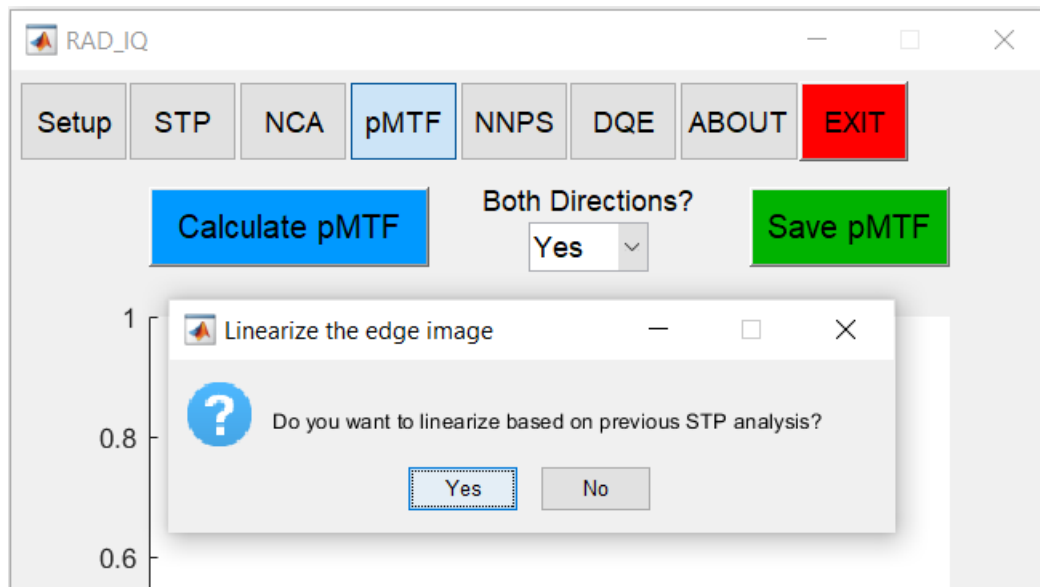 RAD_IQ
Setup STP NCA pMTF NNPS DQE ABOUT EXIT
Calculate pMTF
Both Directions?
Yes
Save pMTF
1
Linearize the edge image
Do you want to linearize based on previous STP analysis?
0.8
Yes No
0.6